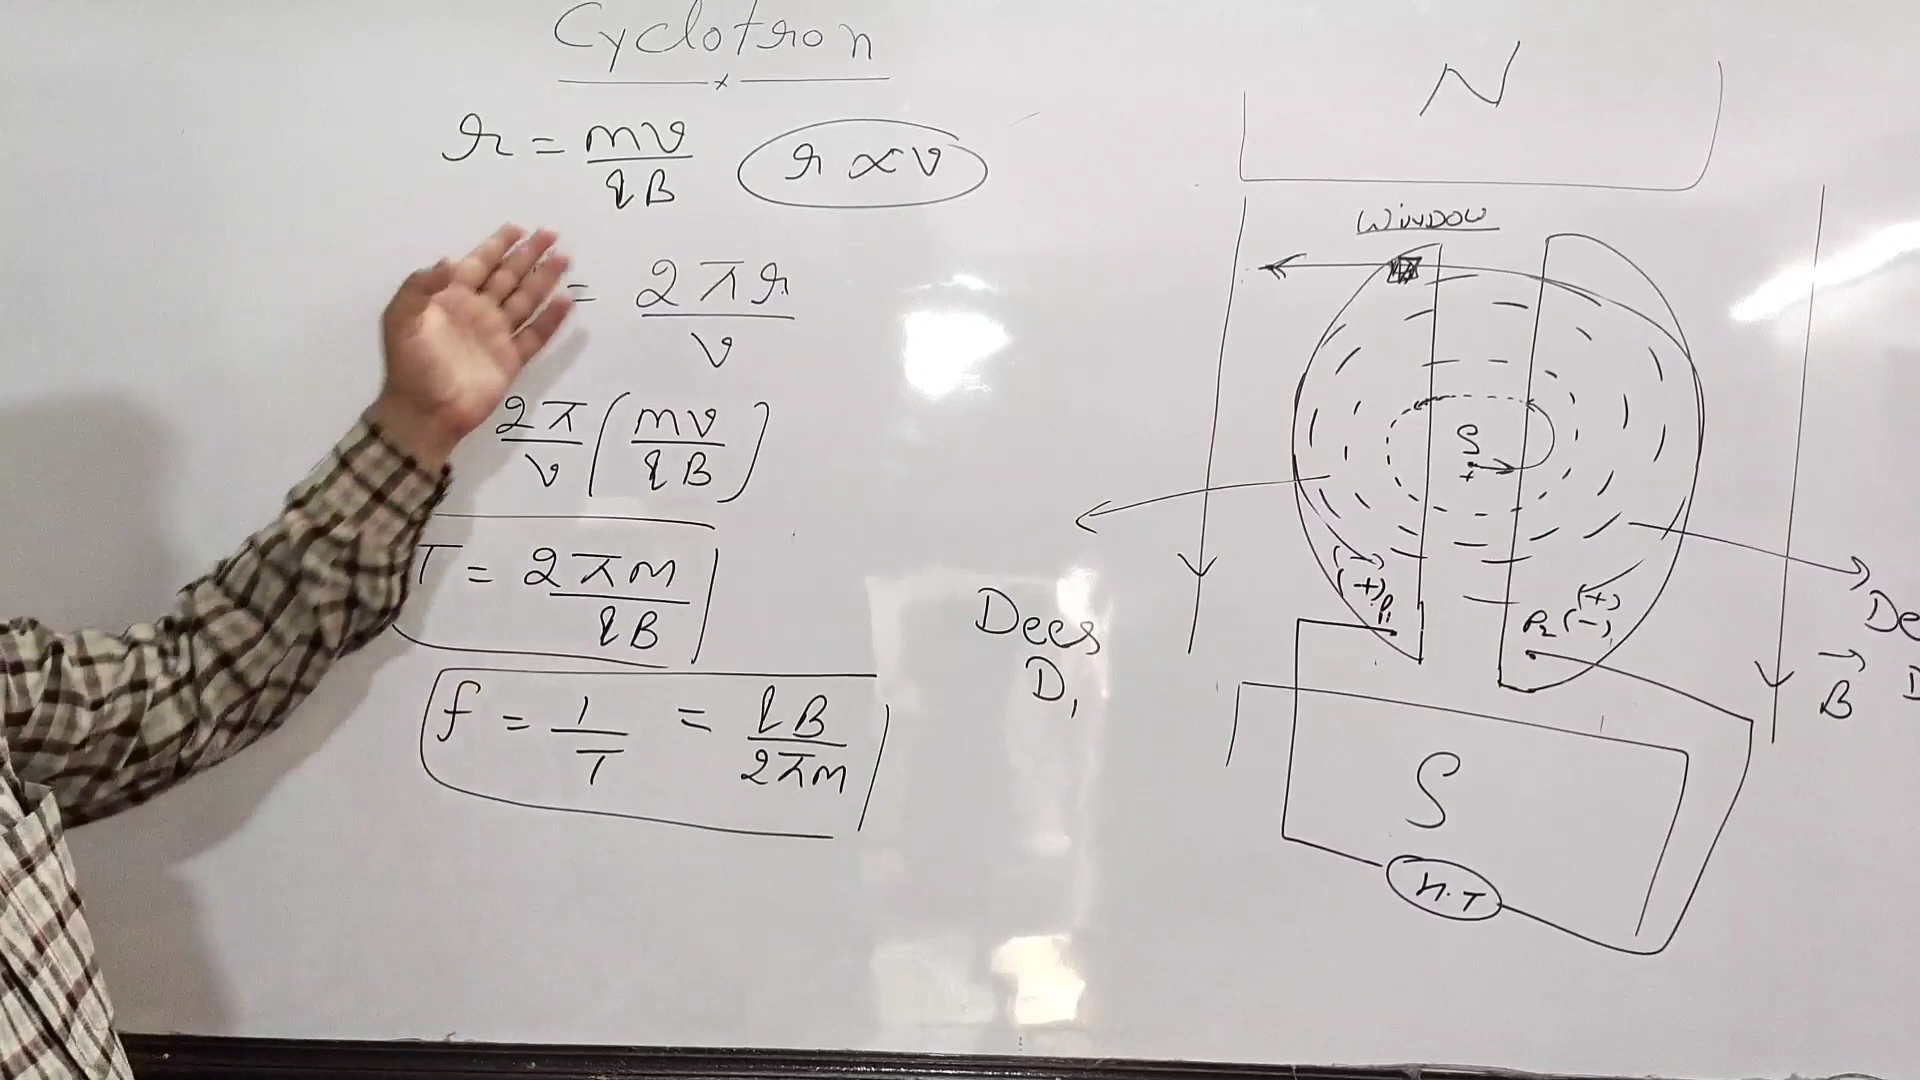 Cyclotron
r = mv/qB r ∝ v
= 2πr/v
2π/v (mv/qB)
T = 2πm/qB
f = 1/T = qB/2πm
N
WINDOW
S
+
(-)
(+) P1
P2 (+)
(-)
Dees
D1
De
D
B
S
H.T